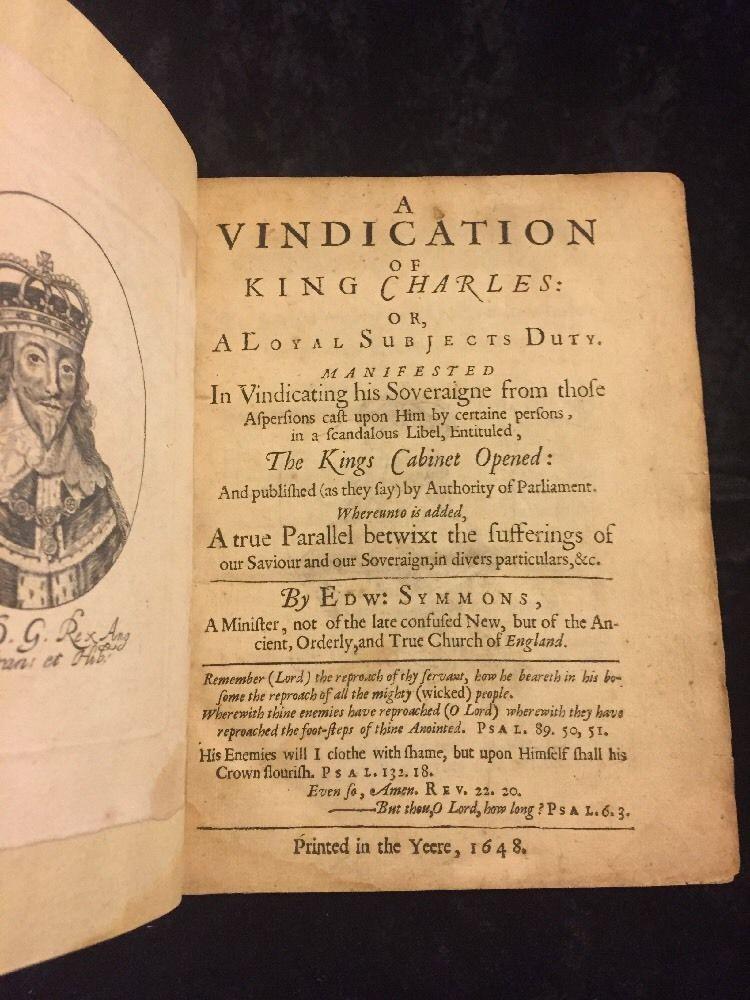 D. G. Rex Ang
et Hib:
A
VINDICATION
OF
KING CHARLES:
OR,
A LOYAL SUBJECTS DUTY.
MANIFESTED
In Vindicating his Soveraigne from thoſe
Aſperſions caſt upon Him by certaine perſons,
in a ſcandalous Libel, Entituled,
The Kings Cabinet Opened:
And publiſhed (as they ſay) by Authority of Parliament.
Whereunto is added,
A true Parallel betwixt the ſufferings of
our Saviour and our Soveraign, in divers particulars, &c.
By EDW: SYMMONS,
A Miniſter, not of the late confuſed New, but of the An-
cient, Orderly, and True Church of England.
Remember (Lord) the reproach of thy ſervant, how he beareth in his bo-
ſome the reproach of all the mighty (wicked) people.
Wherewith thine enemies have reproached (O Lord) wherewith they have
reproached the foot-ſteps of thine Anointed. PSAL. 89. 50, 51.
His Enemies will I clothe with ſhame, but upon Himſelf ſhall his
Crown flouriſh. PSAL. 132. 18.
Even ſo, Amen. REV. 22. 20.
——But thou, O Lord, how long? PSAL. 6. 3.
Printed in the Yeere, 1648.